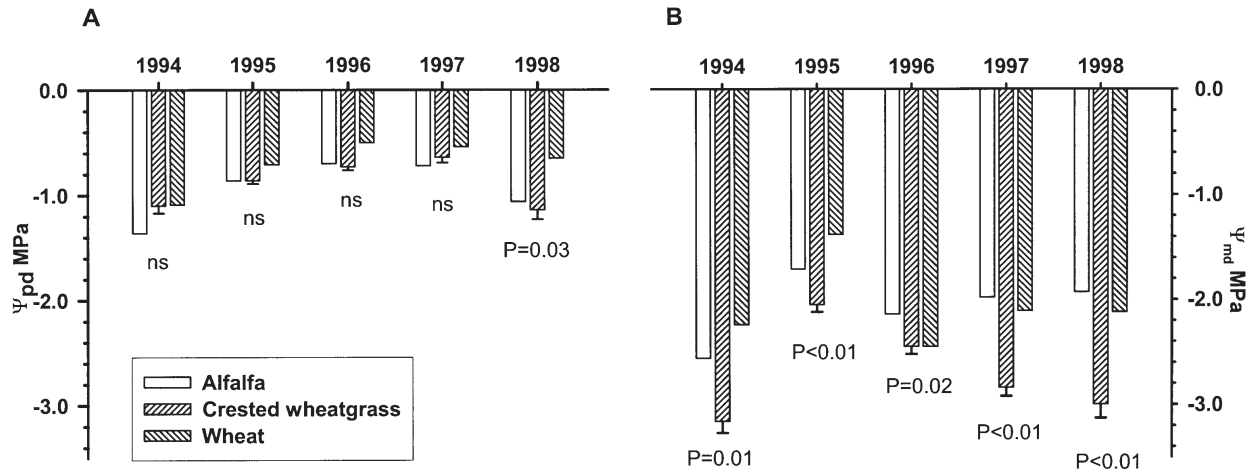 A
1994 1995 1996 1997 1998
0.0
-1.0
-2.0
-3.0
Ψpd MPa
ns
ns
ns
ns
P=0.03
Alfalfa
Crested wheatgrass
Wheat
B
1994 1995 1996 1997 1998
0.0
-1.0
-2.0
-3.0
Ψmd MPa
P=0.01
P<0.01
P=0.02
P<0.01
P<0.01